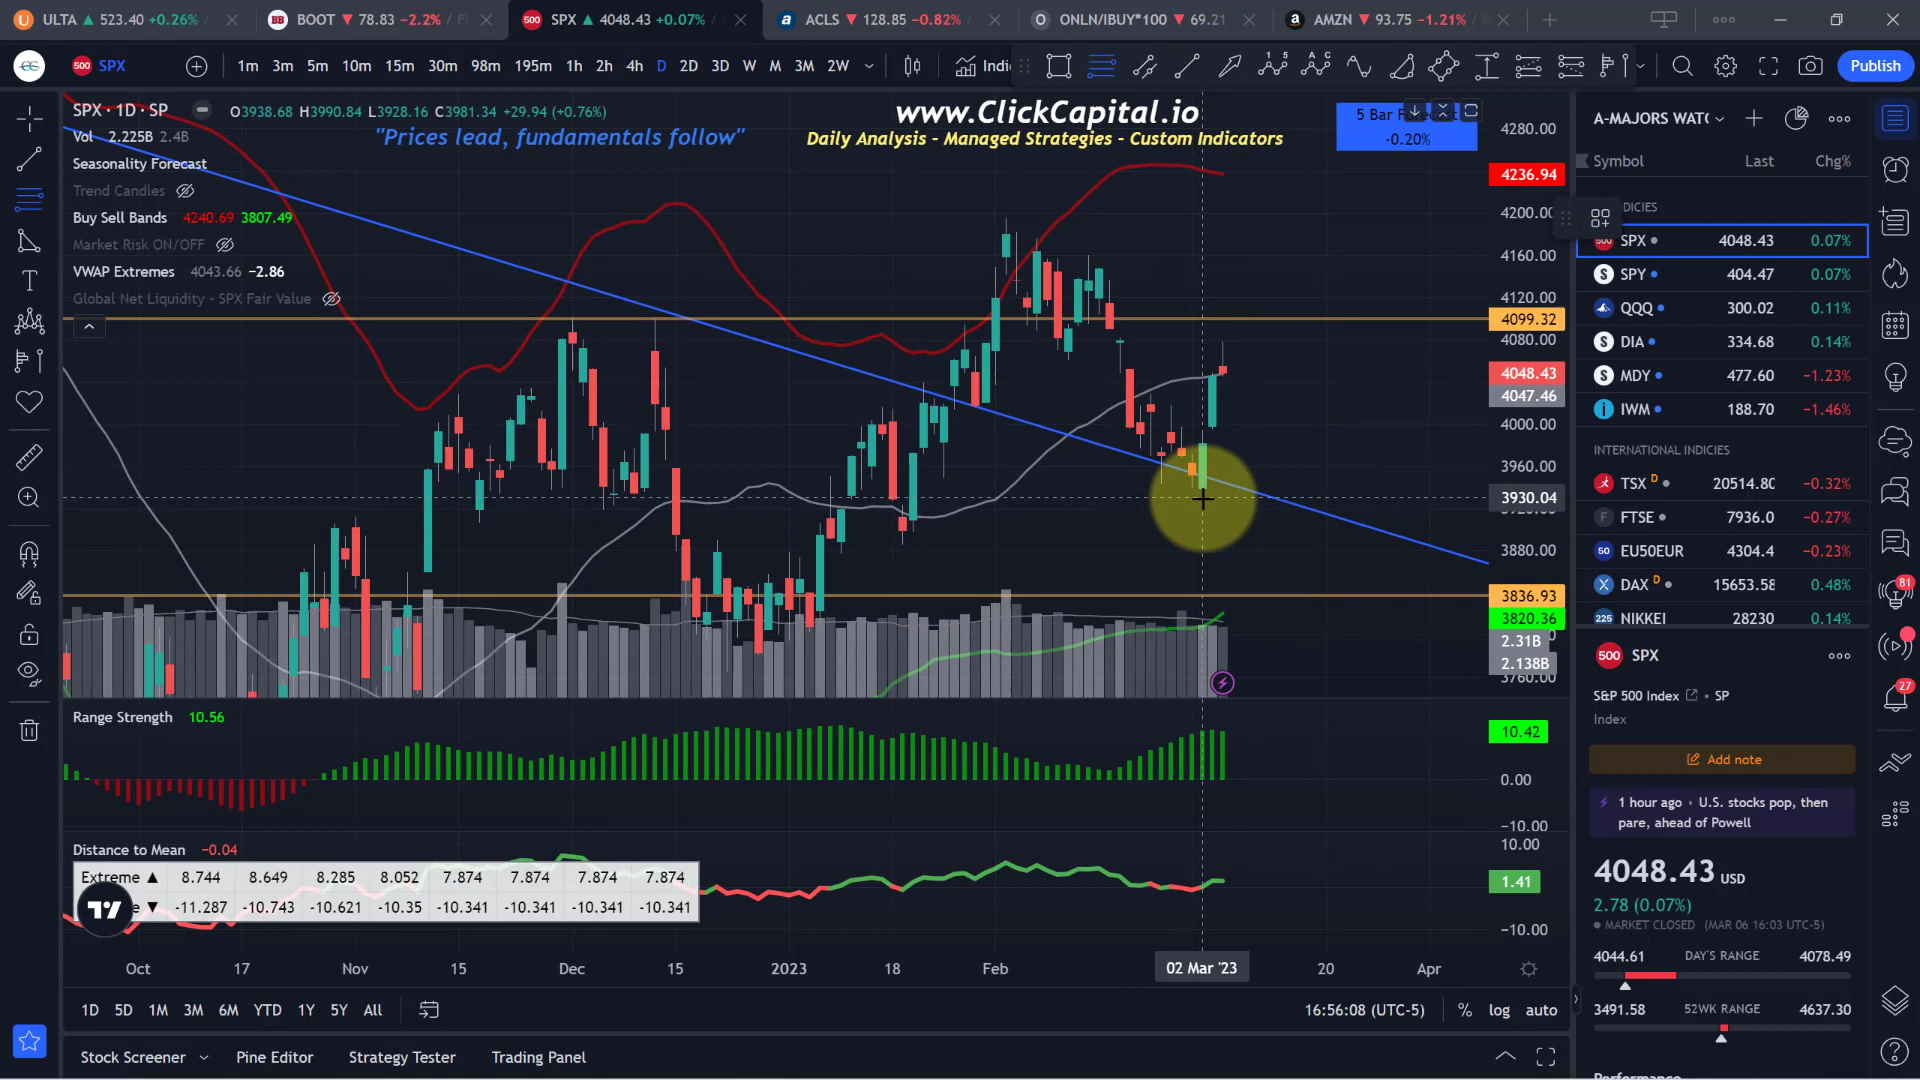 ULTA ▲ 523.40 +0.26% /
BB BOOT ▼ 78.83 −2.2% / FL
500 SPX ▲ 4048.43 +0.07% /
ACLS ▼ 128.85 −0.82% /
ONLN/IBUY*100 ▼ 69.21
AMZN ▼ 93.75 −1.21% /
SPX 1m 3m 5m 10m 15m 30m 98m 195m 1h 2h 4h D 2D 3D W M 3M 2W Indi Publish
SPX · 1D · SP O3938.68 H3990.84 L3928.16 C3981.34 +29.94 (+0.76%)
Vol 2.225B 2.4B
Seasonality Forecast
Trend Candles
Buy Sell Bands 4240.69 3807.49
Market Risk ON/OFF
VWAP Extremes 4043.66 −2.86
Global Net Liquidity - SPX Fair Value
"Prices lead, fundamentals follow"
www.ClickCapital.io
Daily Analysis - Managed Strategies - Custom Indicators
5 Bar
-0.20%
4280.00
4236.94
4200.00
4160.00
4120.00
4099.32
4080.00
4048.43
4047.46
4000.00
3960.00
3930.04
3880.00
3836.93
3820.36
2.31B
2.138B
3760.00
Range Strength 10.56
10.42
0.00
−10.00
Distance to Mean −0.04
10.00
1.41
−10.00
Extreme ▲ 8.744 8.649 8.285 8.052 7.874 7.874 7.874 7.874
e ▼ -11.287 -10.743 -10.621 -10.35 -10.341 -10.341 -10.341 -10.341
Oct 17 Nov 15 Dec 15 2023 18 Feb 02 Mar '23 20 Apr
1D 5D 1M 3M 6M YTD 1Y 5Y All 16:56:08 (UTC-5) % log auto
Stock Screener Pine Editor Strategy Tester Trading Panel
A-MAJORS WATC
Symbol Last Chg%
DICIES
SPX 4048.43 0.07%
SPY 404.47 0.07%
QQQ 300.02 0.11%
DIA 334.68 0.14%
MDY 477.60 −1.23%
IWM 188.70 −1.46%
INTERNATIONAL INDICIES
TSX D 20514.80 −0.32%
FTSE 7936.0 −0.27%
50 EU50EUR 4304.4 −0.23%
DAX D 15653.58 0.48%
225 NIKKEI 28230 0.14%
500 SPX
S&P 500 Index • SP
Index
Add note
1 hour ago • U.S. stocks pop, then
pare, ahead of Powell
4048.43 USD
2.78 (0.07%)
MARKET CLOSED (MAR 06 16:03 UTC-5)
4044.61 DAY'S RANGE 4078.49
3491.58 52WK RANGE 4637.30
81
27